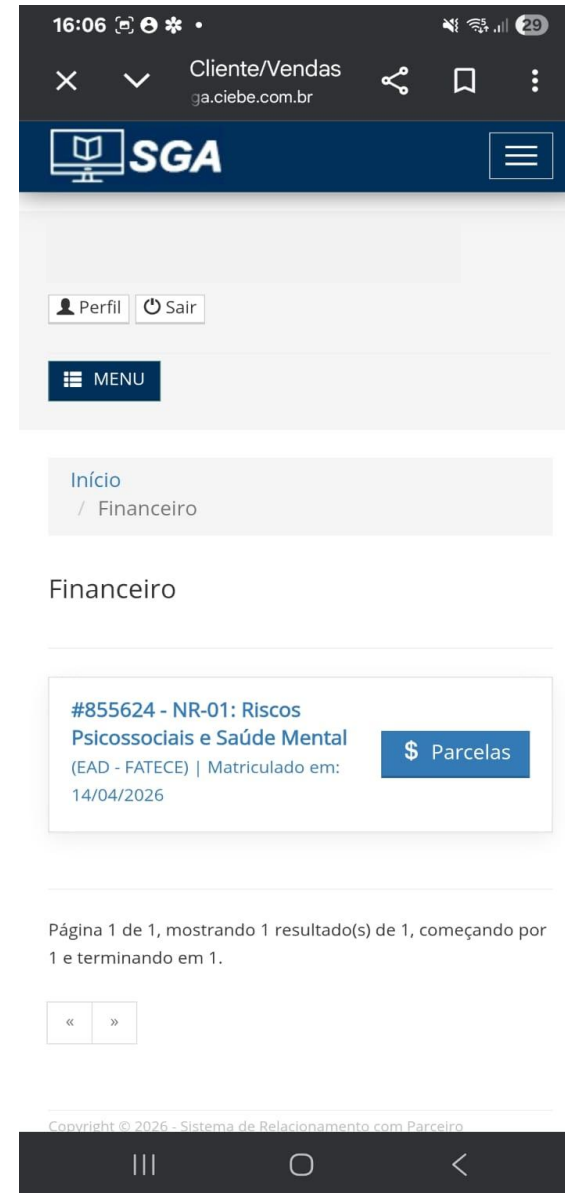 16:06
29
Cliente/Vendas
ga.ciebe.com.br
SGA
Perfil
Sair
MENU
Início
/ Financeiro
Financeiro
#855624 - NR-01: Riscos
Psicossociais e Saúde Mental
(EAD - FATECE) | Matriculado em:
14/04/2026
$ Parcelas
Página 1 de 1, mostrando 1 resultado(s) de 1, começando por
1 e terminando em 1.
« »
Copyright © 2026 - Sistema de Relacionamento com Parceiro